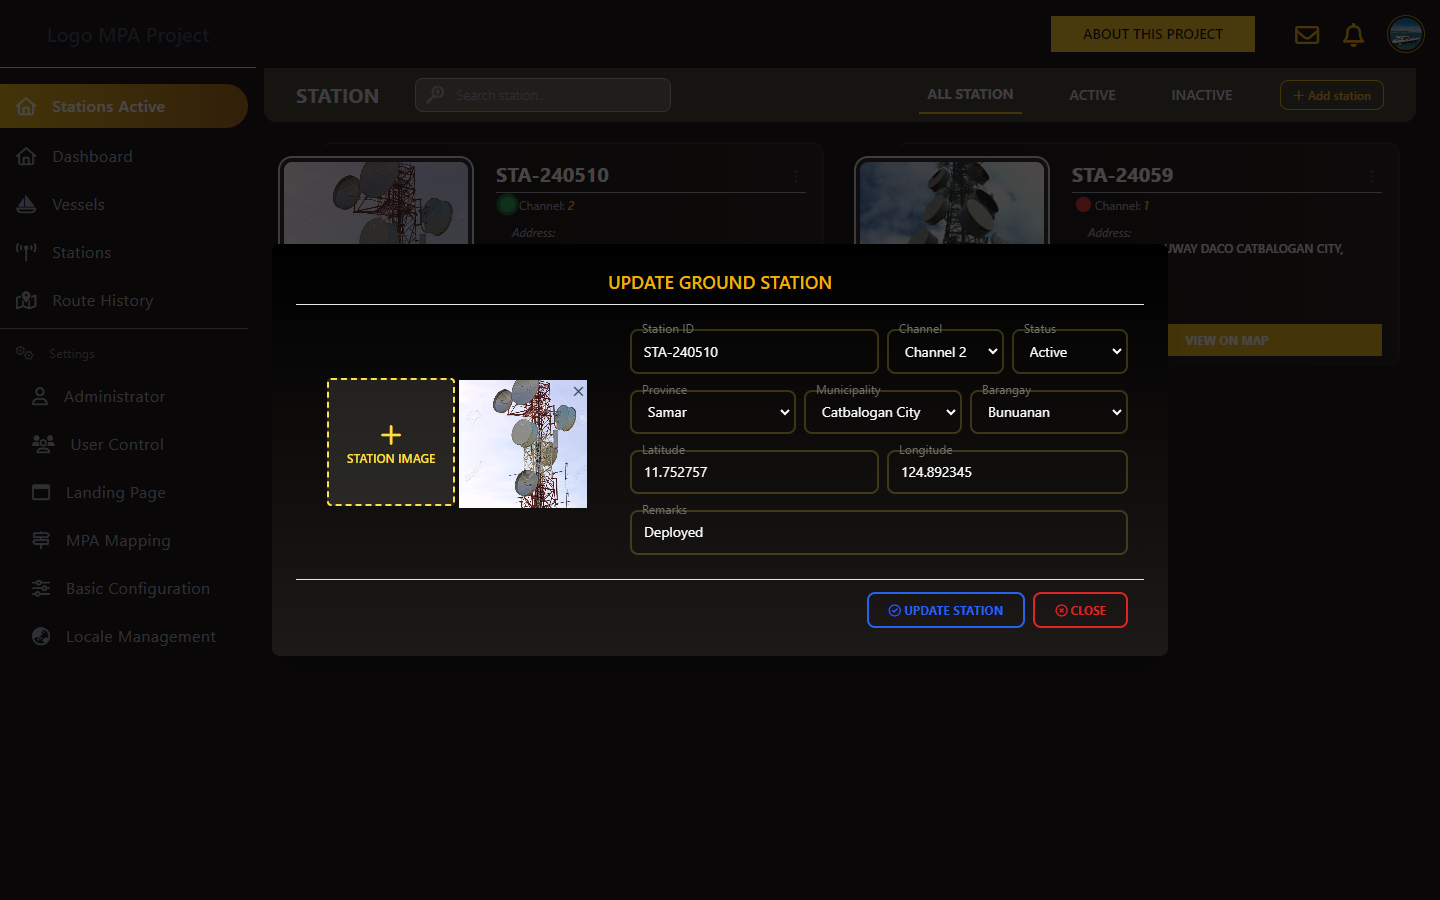 Logo MPA Project
ABOUT THIS PROJECT
Stations Active
Dashboard
Vessels
Stations
Route History
Settings
Administrator
User Control
Landing Page
MPA Mapping
Basic Configuration
Locale Management
STATION
Search station...
ALL STATION
ACTIVE
INACTIVE
+ Add station
STA-240510
Channel: 2
Address:
STA-24059
Channel: 1
Address:
WAY DACO CATBALOGAN CITY,
VIEW ON MAP
UPDATE GROUND STATION
STATION IMAGE
Station ID
STA-240510
Channel
Channel 2
Status
Active
Province
Samar
Municipality
Catbalogan City
Barangay
Bunuanan
Latitude
11.752757
Longitude
124.892345
Remarks
Deployed
UPDATE STATION
CLOSE